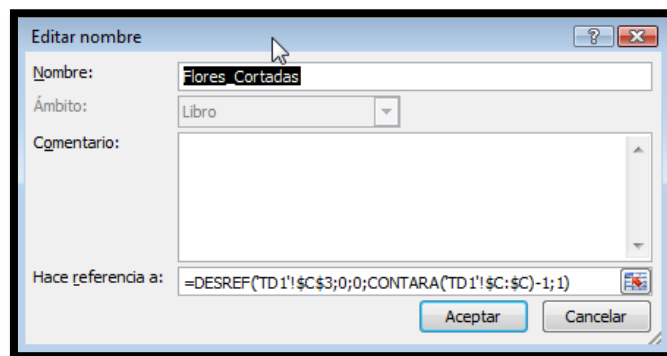 Editar nombre
Nombre: Flores_Cortadas
Ámbito: Libro
Comentario:
Hace referencia a: =DESREF('TD1'!$C$3;0;0;CONTARA('TD1'!$C:$C)-1;1)
Aceptar Cancelar